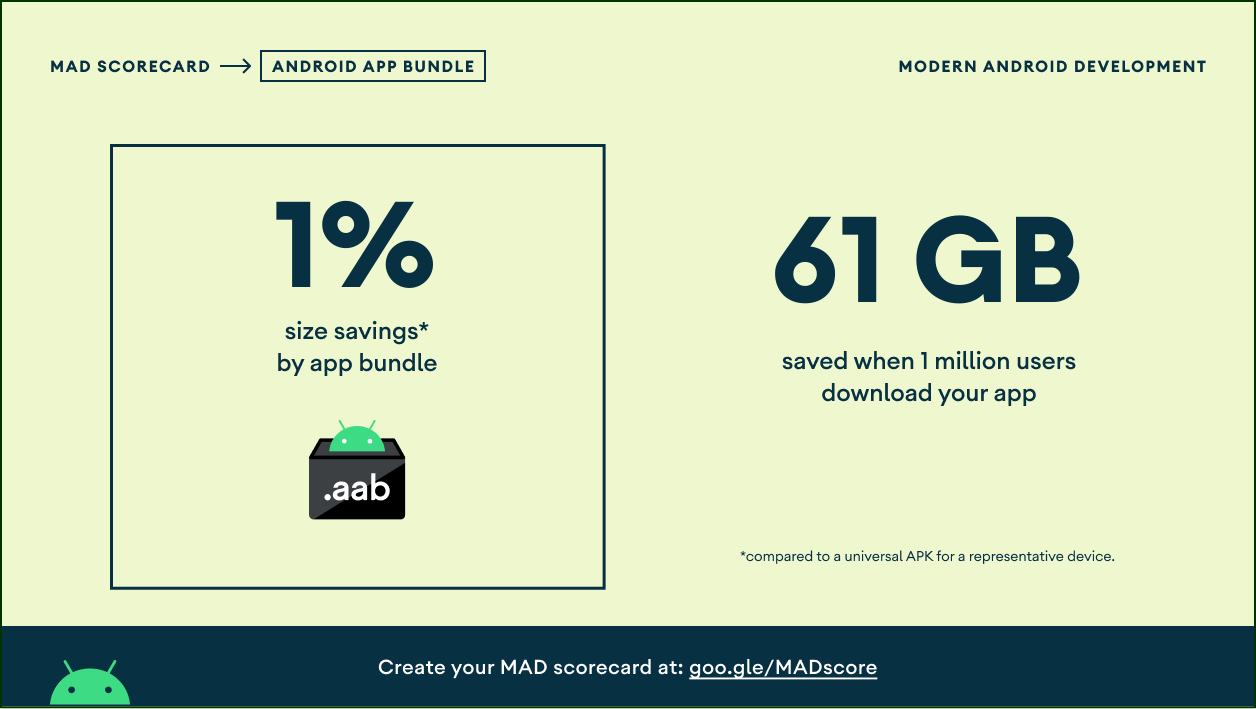 MAD SCORECARD → ANDROID APP BUNDLE
MODERN ANDROID DEVELOPMENT
1%
size savings*
by app bundle
.aab
61 GB
saved when 1 million users
download your app
*compared to a universal APK for a representative device.
Create your MAD scorecard at: goo.gle/MADscore